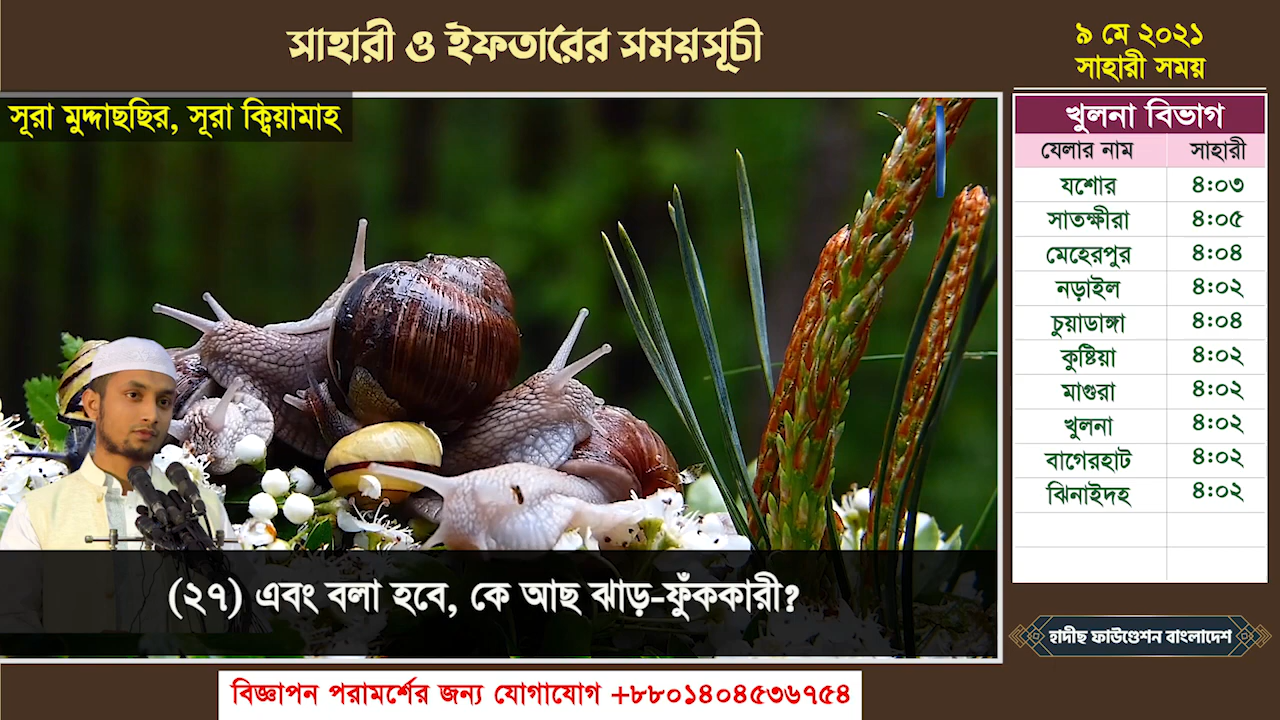 সাহারী ও ইফতারের সময়সূচী
৯ মে ২০২১
সাহারী সময়
সূরা মুদ্দাছছির, সূরা ক্বিয়ামাহ
খুলনা বিভাগ
যেলার নাম সাহারী
যশোর ৪:০৩
সাতক্ষীরা ৪:০৫
মেহেরপুর ৪:০৪
নড়াইল ৪:০২
চুয়াডাঙ্গা ৪:০৪
কুষ্টিয়া ৪:০২
মাগুরা ৪:০২
খুলনা ৪:০২
বাগেরহাট ৪:০২
ঝিনাইদহ ৪:০২
(২৭) এবং বলা হবে, কে আছ ঝাড়-ফুঁককারী?
হাদীছ ফাউণ্ডেশন বাংলাদেশ
বিজ্ঞাপন পরামর্শের জন্য যোগাযোগ +৮৮০১৪০৪৫৩৬৭৫৪